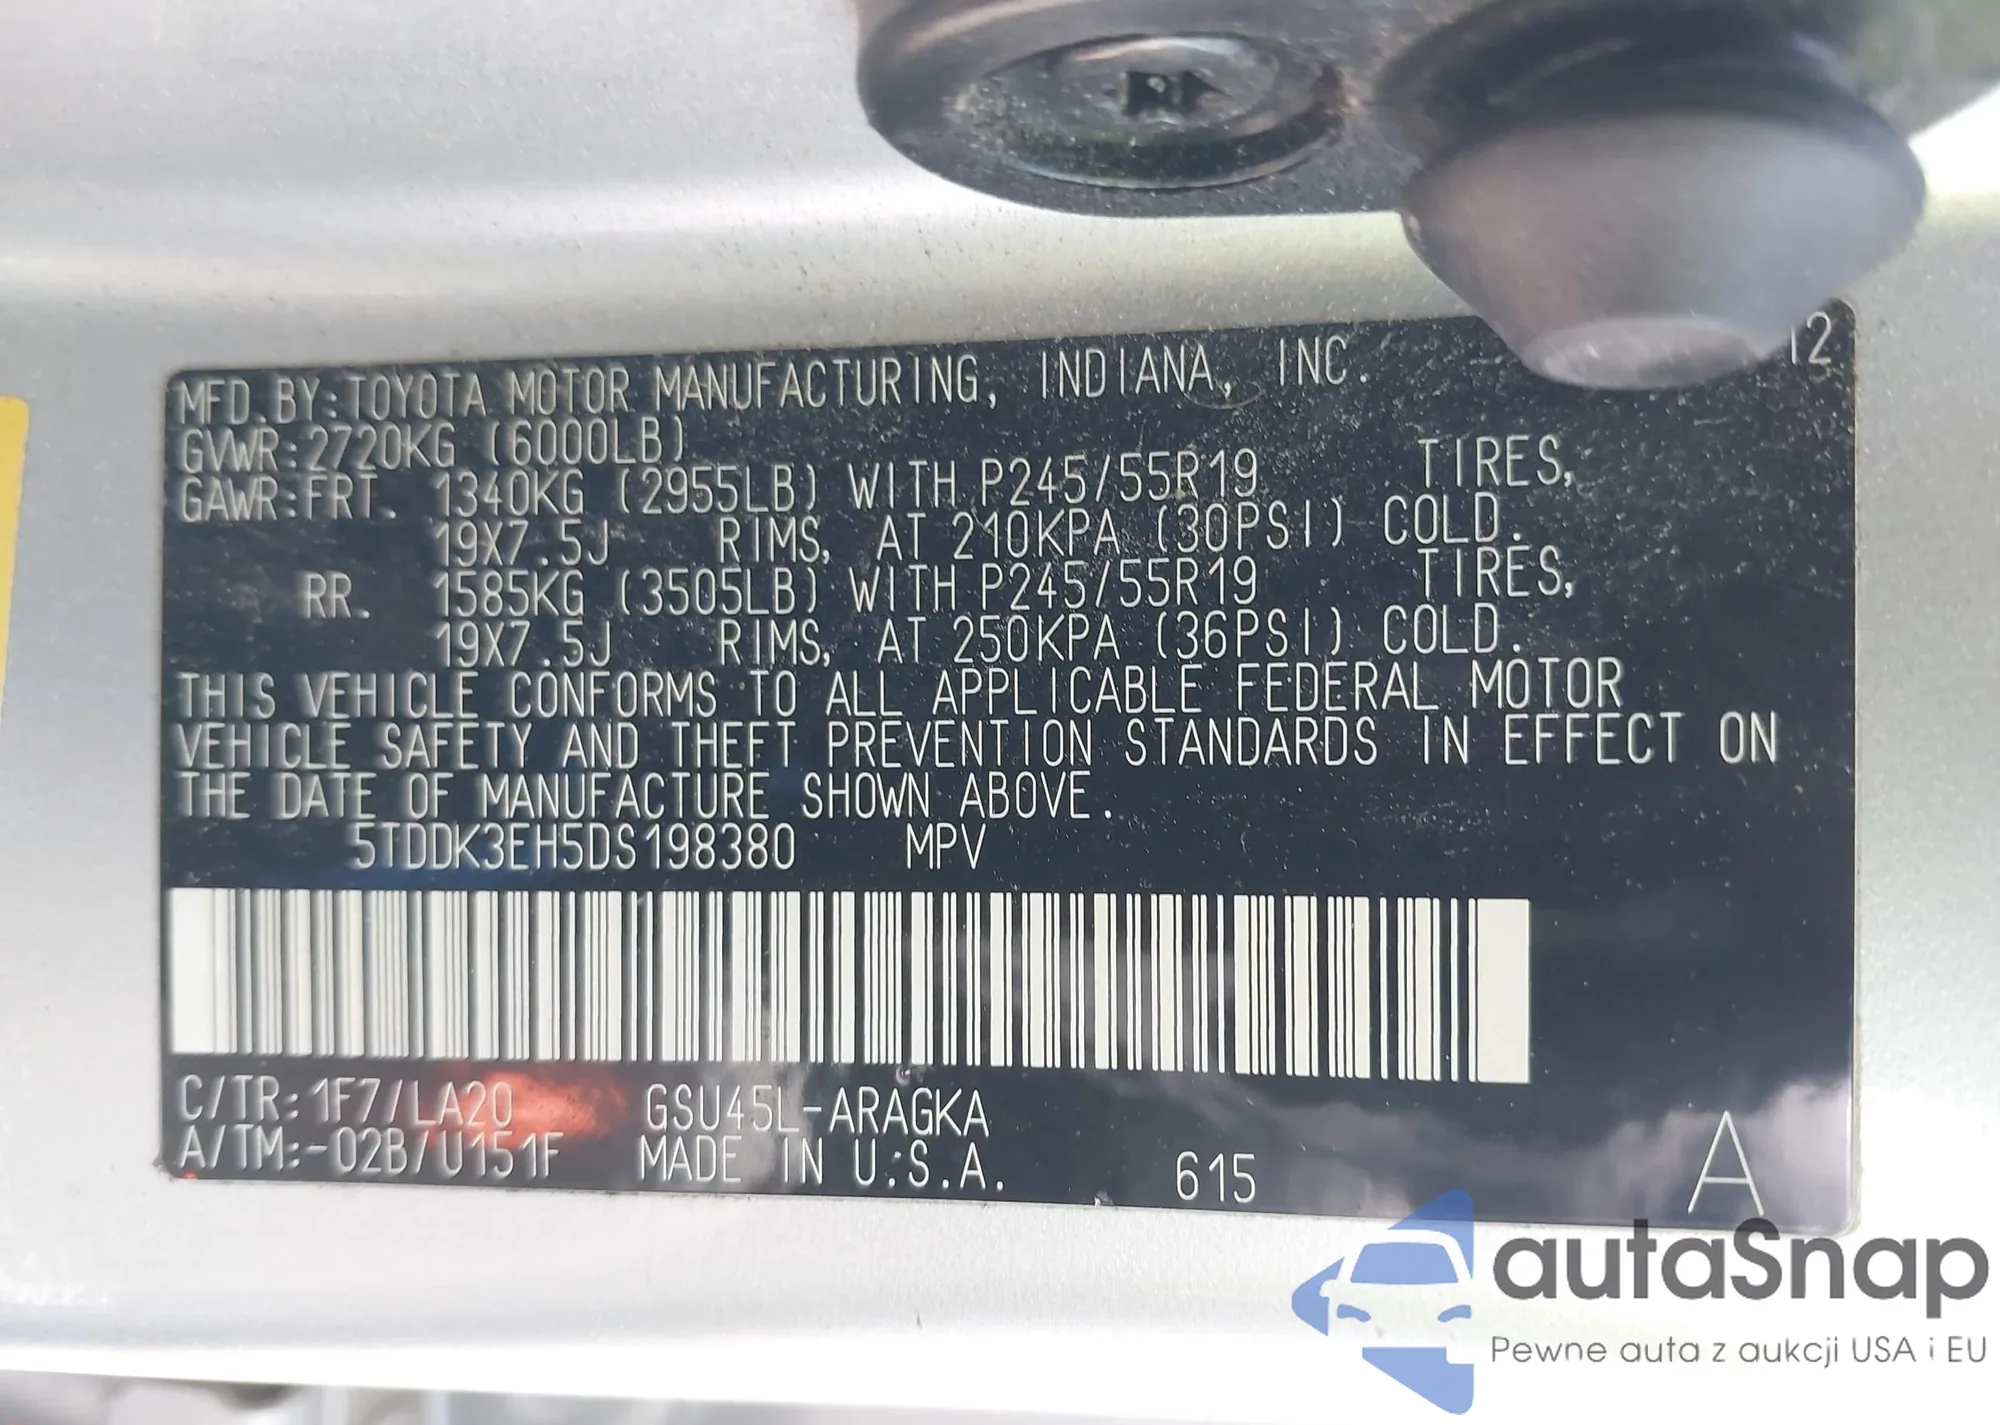 12
MFD. BY: TOYOTA MOTOR MANUFACTURING, INDIANA, INC.
GVWR: 2720KG (6000LB)
GAWR: FRT. 1340KG (2955LB) WITH P245/55R19 TIRES,
19X7.5J RIMS, AT 210KPA (30PSI) COLD.
RR. 1585KG (3505LB) WITH P245/55R19 TIRES,
19X7.5J RIMS, AT 250KPA (36PSI) COLD.
THIS VEHICLE CONFORMS TO ALL APPLICABLE FEDERAL MOTOR
VEHICLE SAFETY AND THEFT PREVENTION STANDARDS IN EFFECT ON
THE DATE OF MANUFACTURE SHOWN ABOVE.
5TDDK3EH5DS198380 MPV
C/TR: 1F7/LA20 GSU45L-ARAGKA
A/TM: -02B/U151F MADE IN U.S.A. 615 A
autaSnap
Pewne auta z aukcji USA i EU